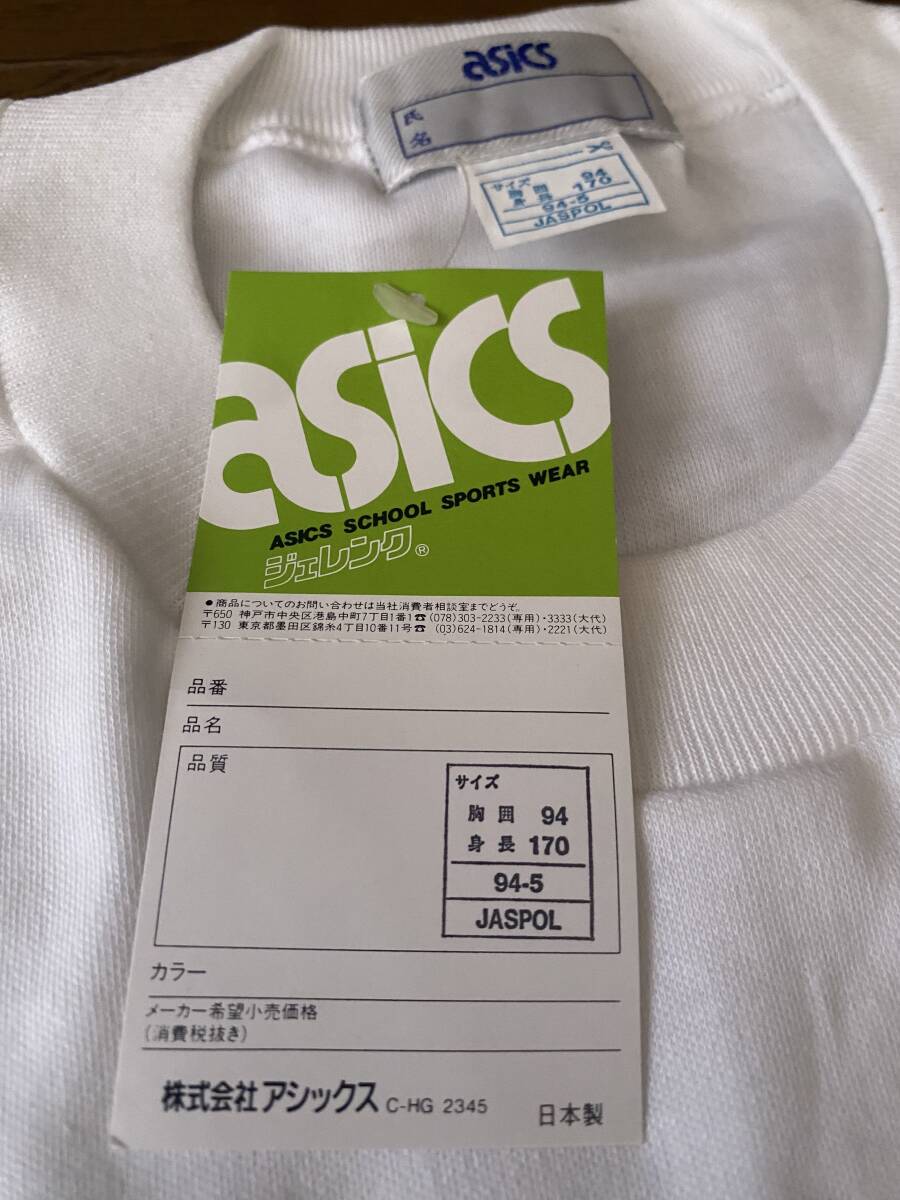 asics
氏
名
サイズ
胸囲 94
身長 170
94-5
JASPOL
asics
ASICS SCHOOL SPORTS WEAR
ジェレンク®
●商品についてのお問い合わせは当社消費者相談室までどうぞ。
〒650 神戸市中央区港島中町7丁目1番1☎(078)303-2233(専用)・3333(大代)
〒130 東京都墨田区錦糸4丁目10番11号☎(03)624-1814(専用)・2221(大代)
品番
品名
品質
サイズ
胸囲 94
身長 170
94-5
JASPOL
カラー
メーカー希望小売価格
(消費税抜き)
株式会社アシックス C-HG 2345 日本製